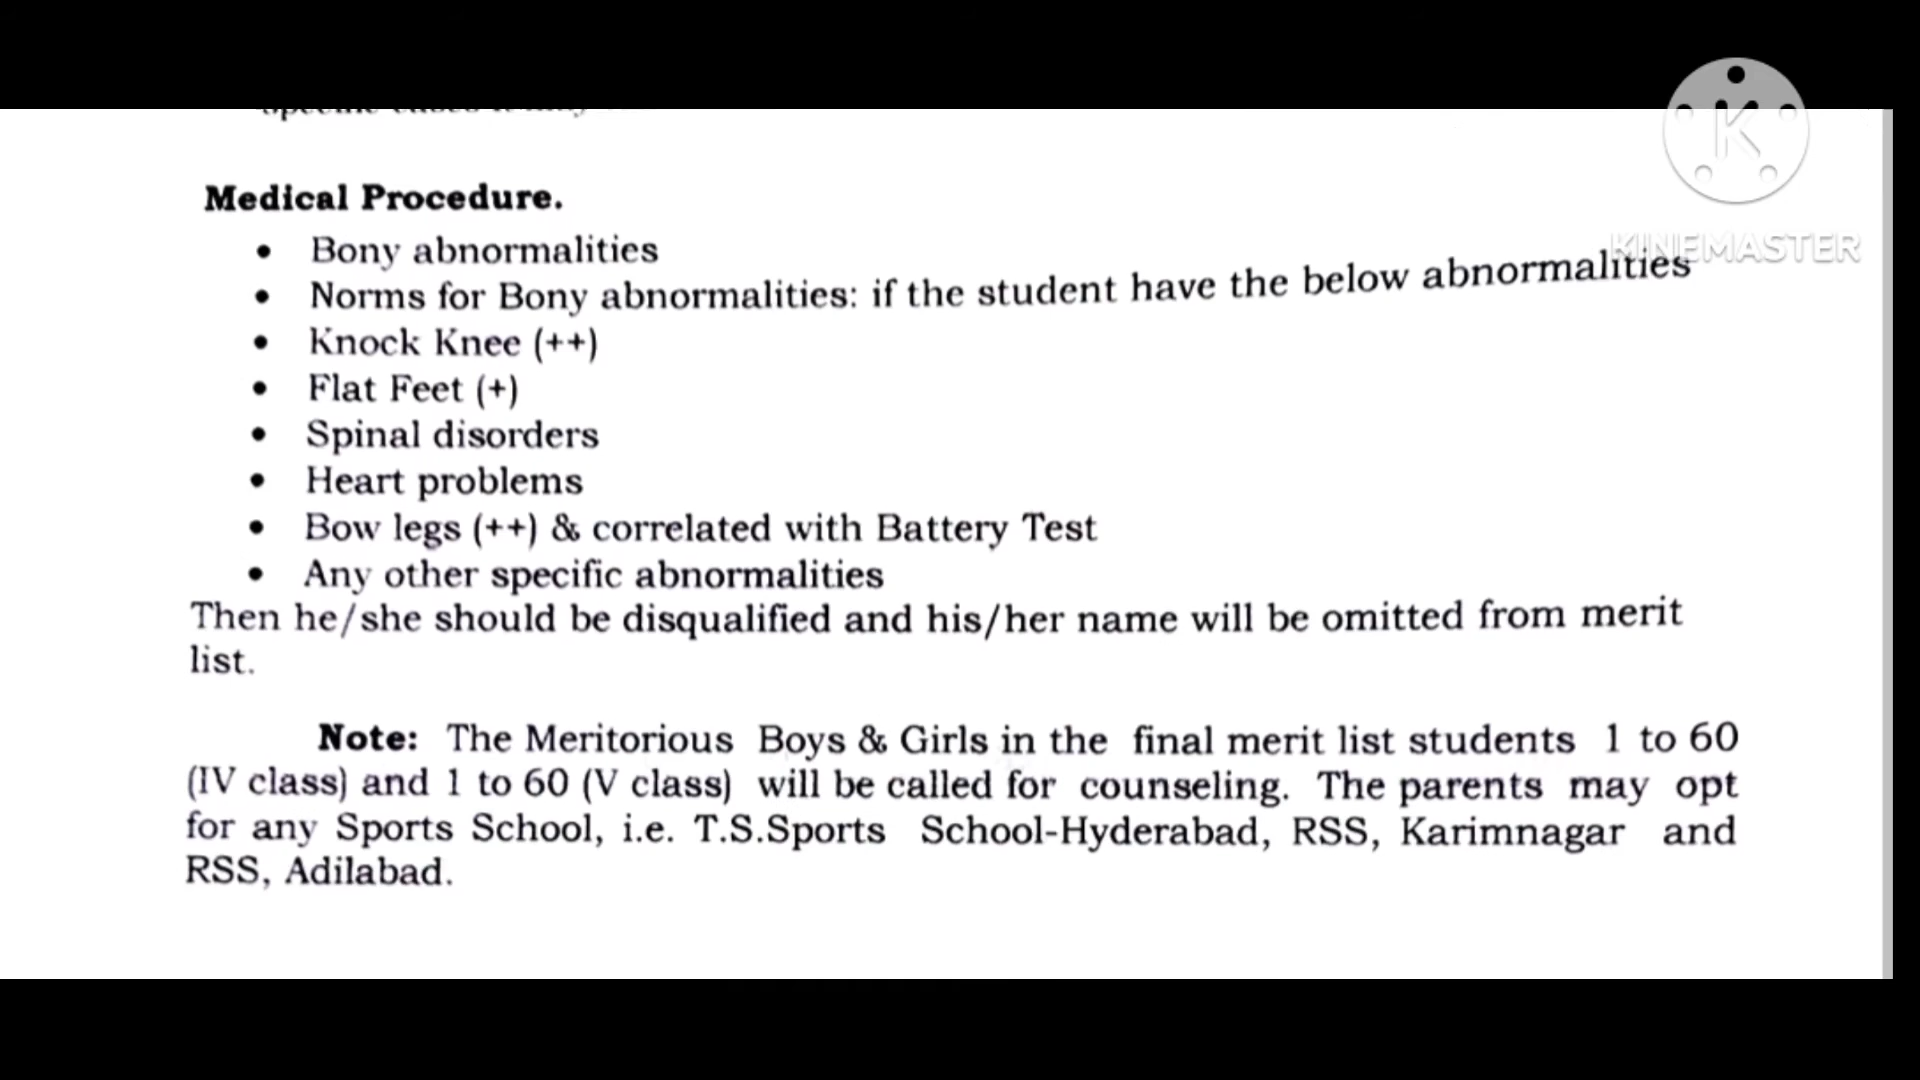 Medical Procedure.
• Bony abnormalities
• Norms for Bony abnormalities: if the student have the below abnormalities
• Knock Knee (++)
• Flat Feet (+)
• Spinal disorders
• Heart problems
• Bow legs (++) & correlated with Battery Test
• Any other specific abnormalities
Then he/she should be disqualified and his/her name will be omitted from merit
list.
Note: The Meritorious Boys & Girls in the final merit list students 1 to 60
(IV class) and 1 to 60 (V class) will be called for counseling. The parents may opt
for any Sports School, i.e. T.S.Sports School-Hyderabad, RSS, Karimnagar and
RSS, Adilabad.
K
KINEMASTER